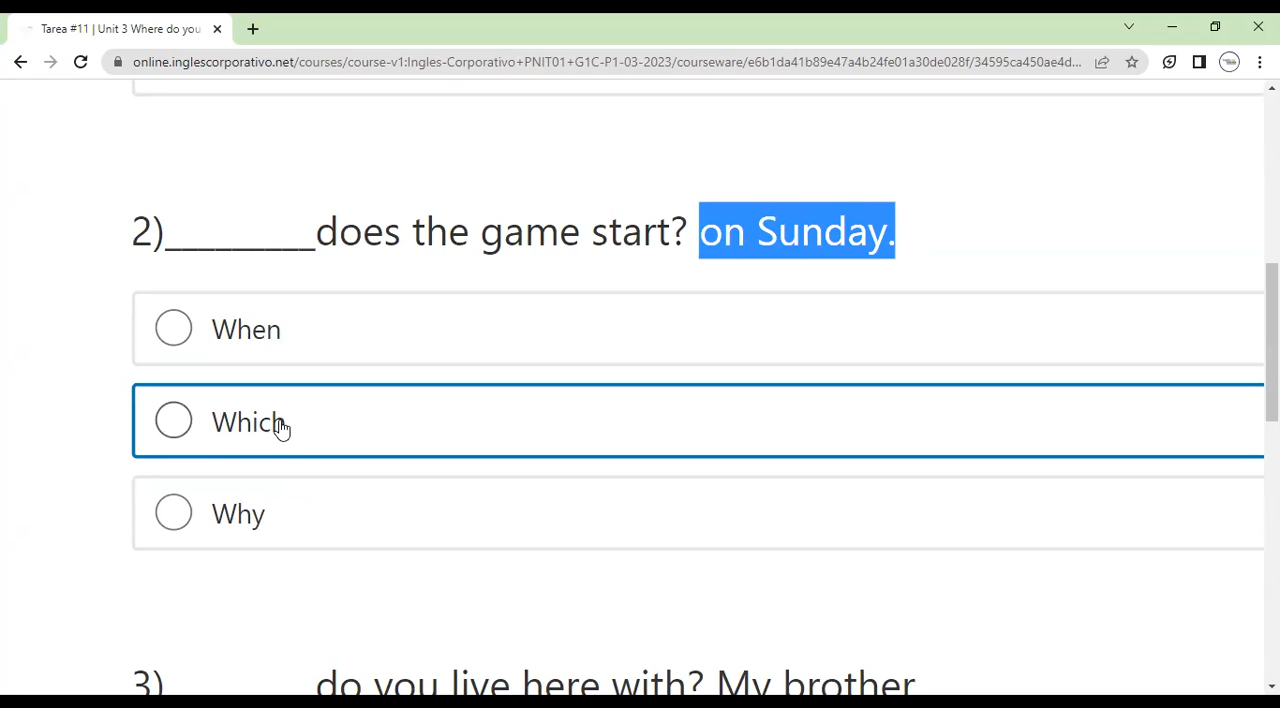 Tarea #11 | Unit 3 Where do you
online.inglescorporativo.net/courses/course-v1:Ingles-Corporativo+PNIT01+G1C-P1-03-2023/courseware/e6b1da41b89e47a4b24fe01a30de028f/34595ca450ae4d...
2)_________does the game start? on Sunday.
When
Which
Why
3)_________do you live here with? My brother